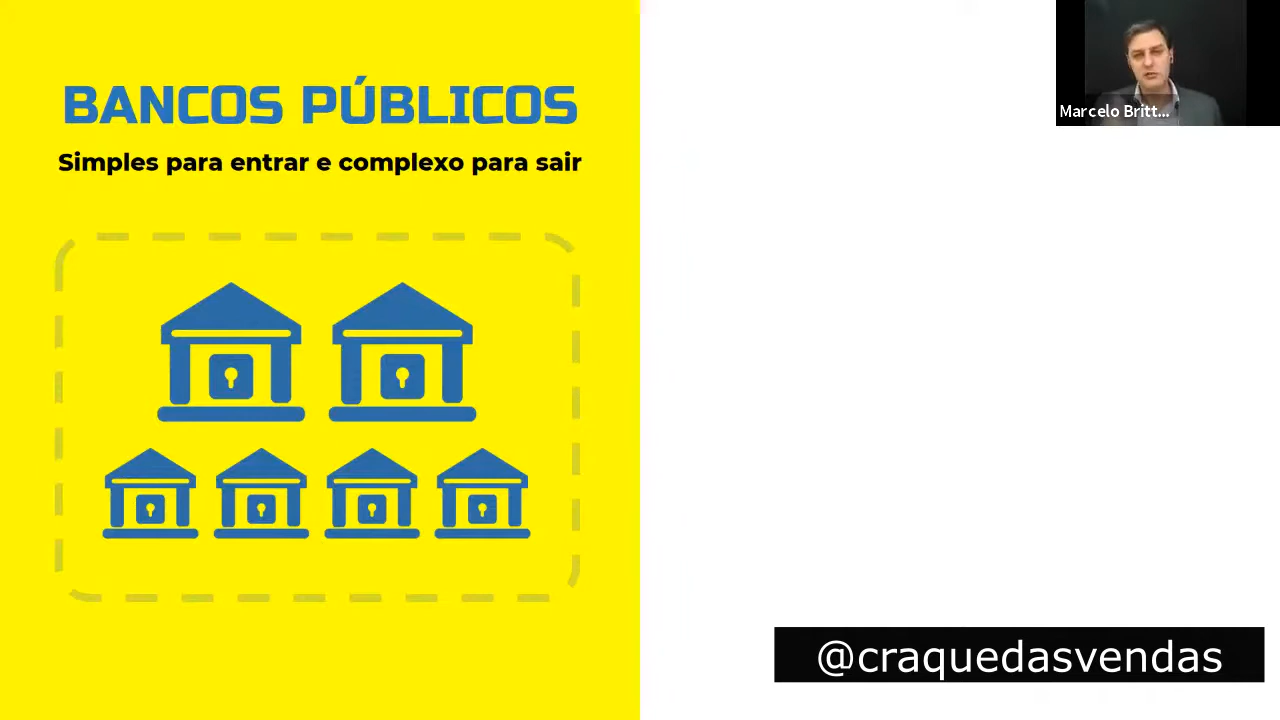 BANCOS PÚBLICOS
Simples para entrar e complexo para sair
Marcelo Britt...
@craquedasvendas